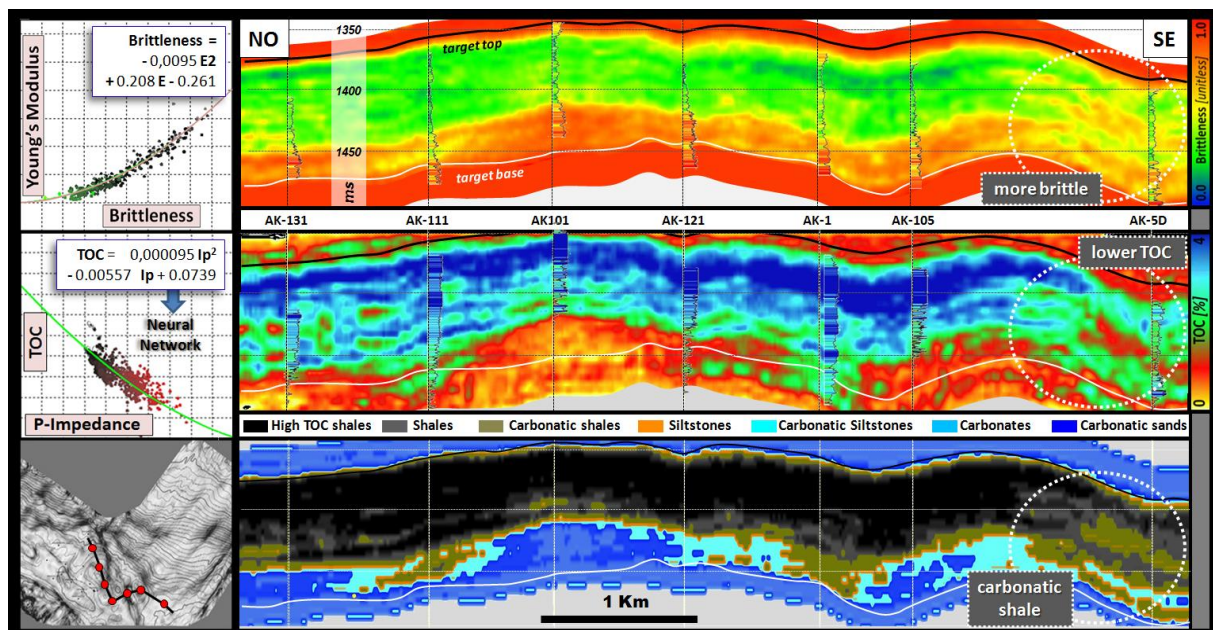 Young's Modulus
Brittleness =
- 0,0095 E2
+ 0.208 E - 0.261
Brittleness
NO
SE
target top
target base
1350
1400
1450
ms
more brittle
Brittleness [unitless]
1.0
0.0
AK-131 AK-111 AK101 AK-121 AK-1 AK-105 AK-5D
TOC
TOC = 0,000095 Ip²
- 0.00557 Ip + 0.0739
Neural
Network
P-Impedance
lower TOC
TOC [%]
4
0
High TOC shales Shales Carbonatic shales Siltstones Carbonatic Siltstones Carbonates Carbonatic sands
1 Km
carbonatic
shale